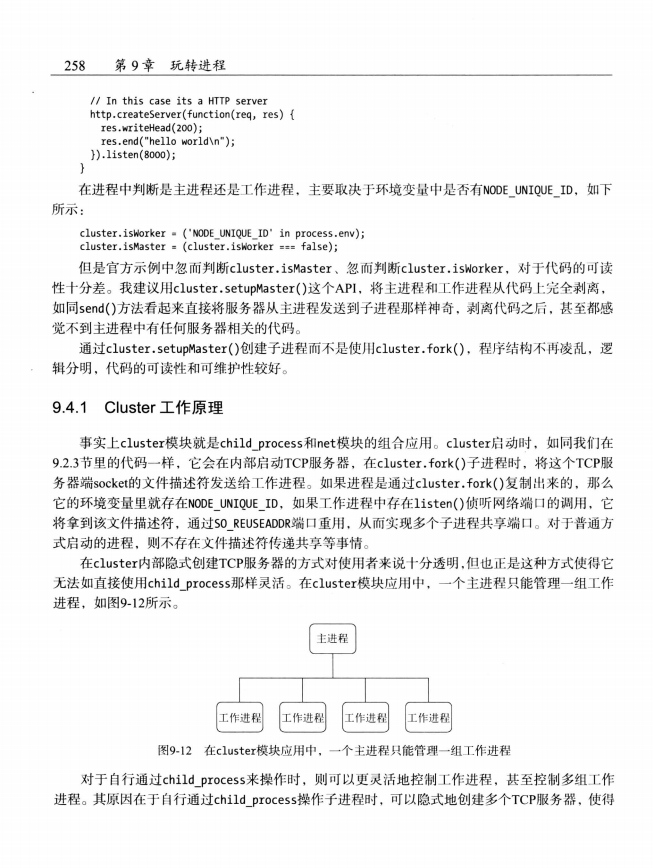 258 第 9 章 玩转进程
// In this case its a HTTP server
http.createServer(function(req, res) {
res.writeHead(200);
res.end("hello world\n");
}).listen(8000);
}
在进程中判断是主进程还是工作进程，主要取决于环境变量中是否有NODE_UNIQUE_ID，如下
所示：
cluster.isWorker = ('NODE_UNIQUE_ID' in process.env);
cluster.isMaster = (cluster.isWorker === false);
但是官方示例中忽而判断cluster.isMaster、忽而判断cluster.isWorker，对于代码的可读
性十分差。我建议用cluster.setupMaster()这个API，将主进程和工作进程从代码上完全剥离，
如同send()方法看起来直接将服务器从主进程发送到子进程那样神奇，剥离代码之后，甚至都感
觉不到主进程中有任何服务器相关的代码。
通过cluster.setupMaster()创建子进程而不是使用cluster.fork()，程序结构不再凌乱，逻
辑分明，代码的可读性和可维护性较好。
9.4.1 Cluster 工作原理
事实上cluster模块就是child_process和net模块的组合应用。cluster启动时，如同我们在
9.2.3节里的代码一样，它会在内部启动TCP服务器，在cluster.fork()子进程时，将这个TCP服
务器端socket的文件描述符发送给工作进程。如果进程是通过cluster.fork()复制出来的，那么
它的环境变量里就存在NODE_UNIQUE_ID，如果工作进程中存在listen()侦听网络端口的调用，它
将拿到该文件描述符，通过SO_REUSEADDR端口重用，从而实现多个子进程共享端口。对于普通方
式启动的进程，则不存在文件描述符传递共享等事情。
在cluster内部隐式创建TCP服务器的方式对使用者来说十分透明，但也正是这种方式使得它
无法如直接使用child_process那样灵活。在cluster模块应用中，一个主进程只能管理一组工作
进程，如图9-12所示。
主进程
工作进程 工作进程 工作进程 工作进程
图9-12 在cluster模块应用中，一个主进程只能管理一组工作进程
对于自行通过child_process来操作时，则可以更灵活地控制工作进程，甚至控制多组工作
进程。其原因在于自行通过child_process操作子进程时，可以隐式地创建多个TCP服务器，使得